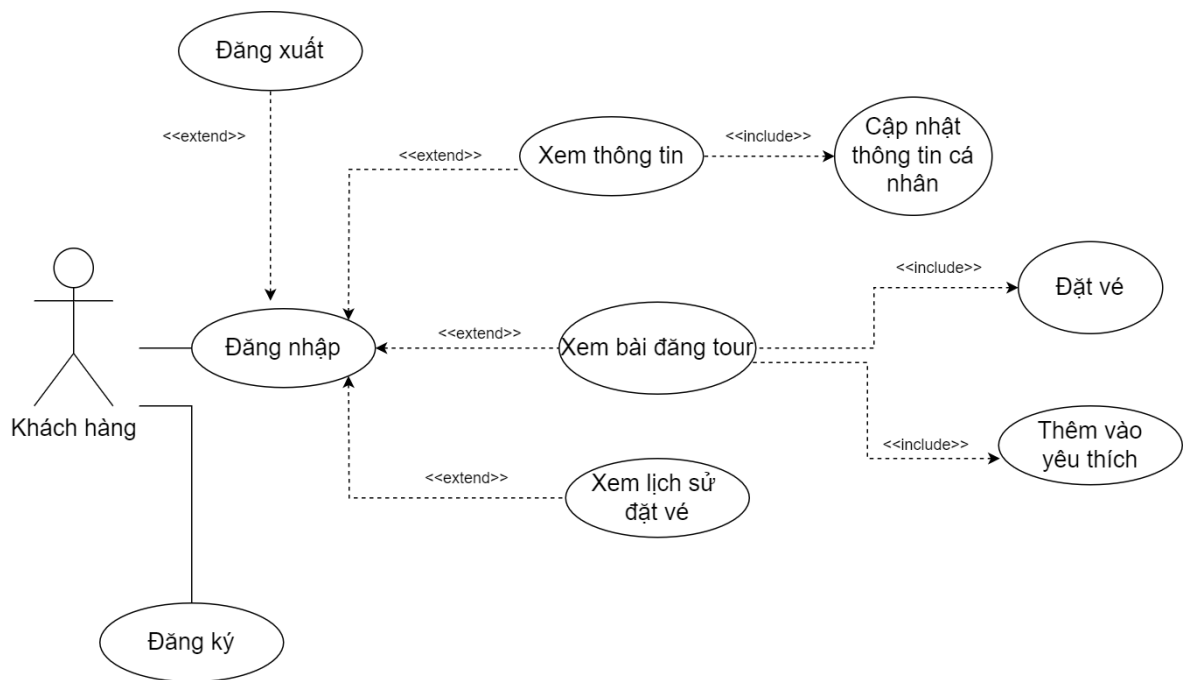 Đăng xuất
<<extend>>
<<extend>>
Xem thông tin
<<include>>
Cập nhật
thông tin cá
nhân
Khách hàng
Đăng nhập
<<extend>>
Xem bài đăng tour
<<include>>
Đặt vé
<<include>>
Thêm vào
yêu thích
<<extend>>
Xem lịch sử
đặt vé
Đăng ký